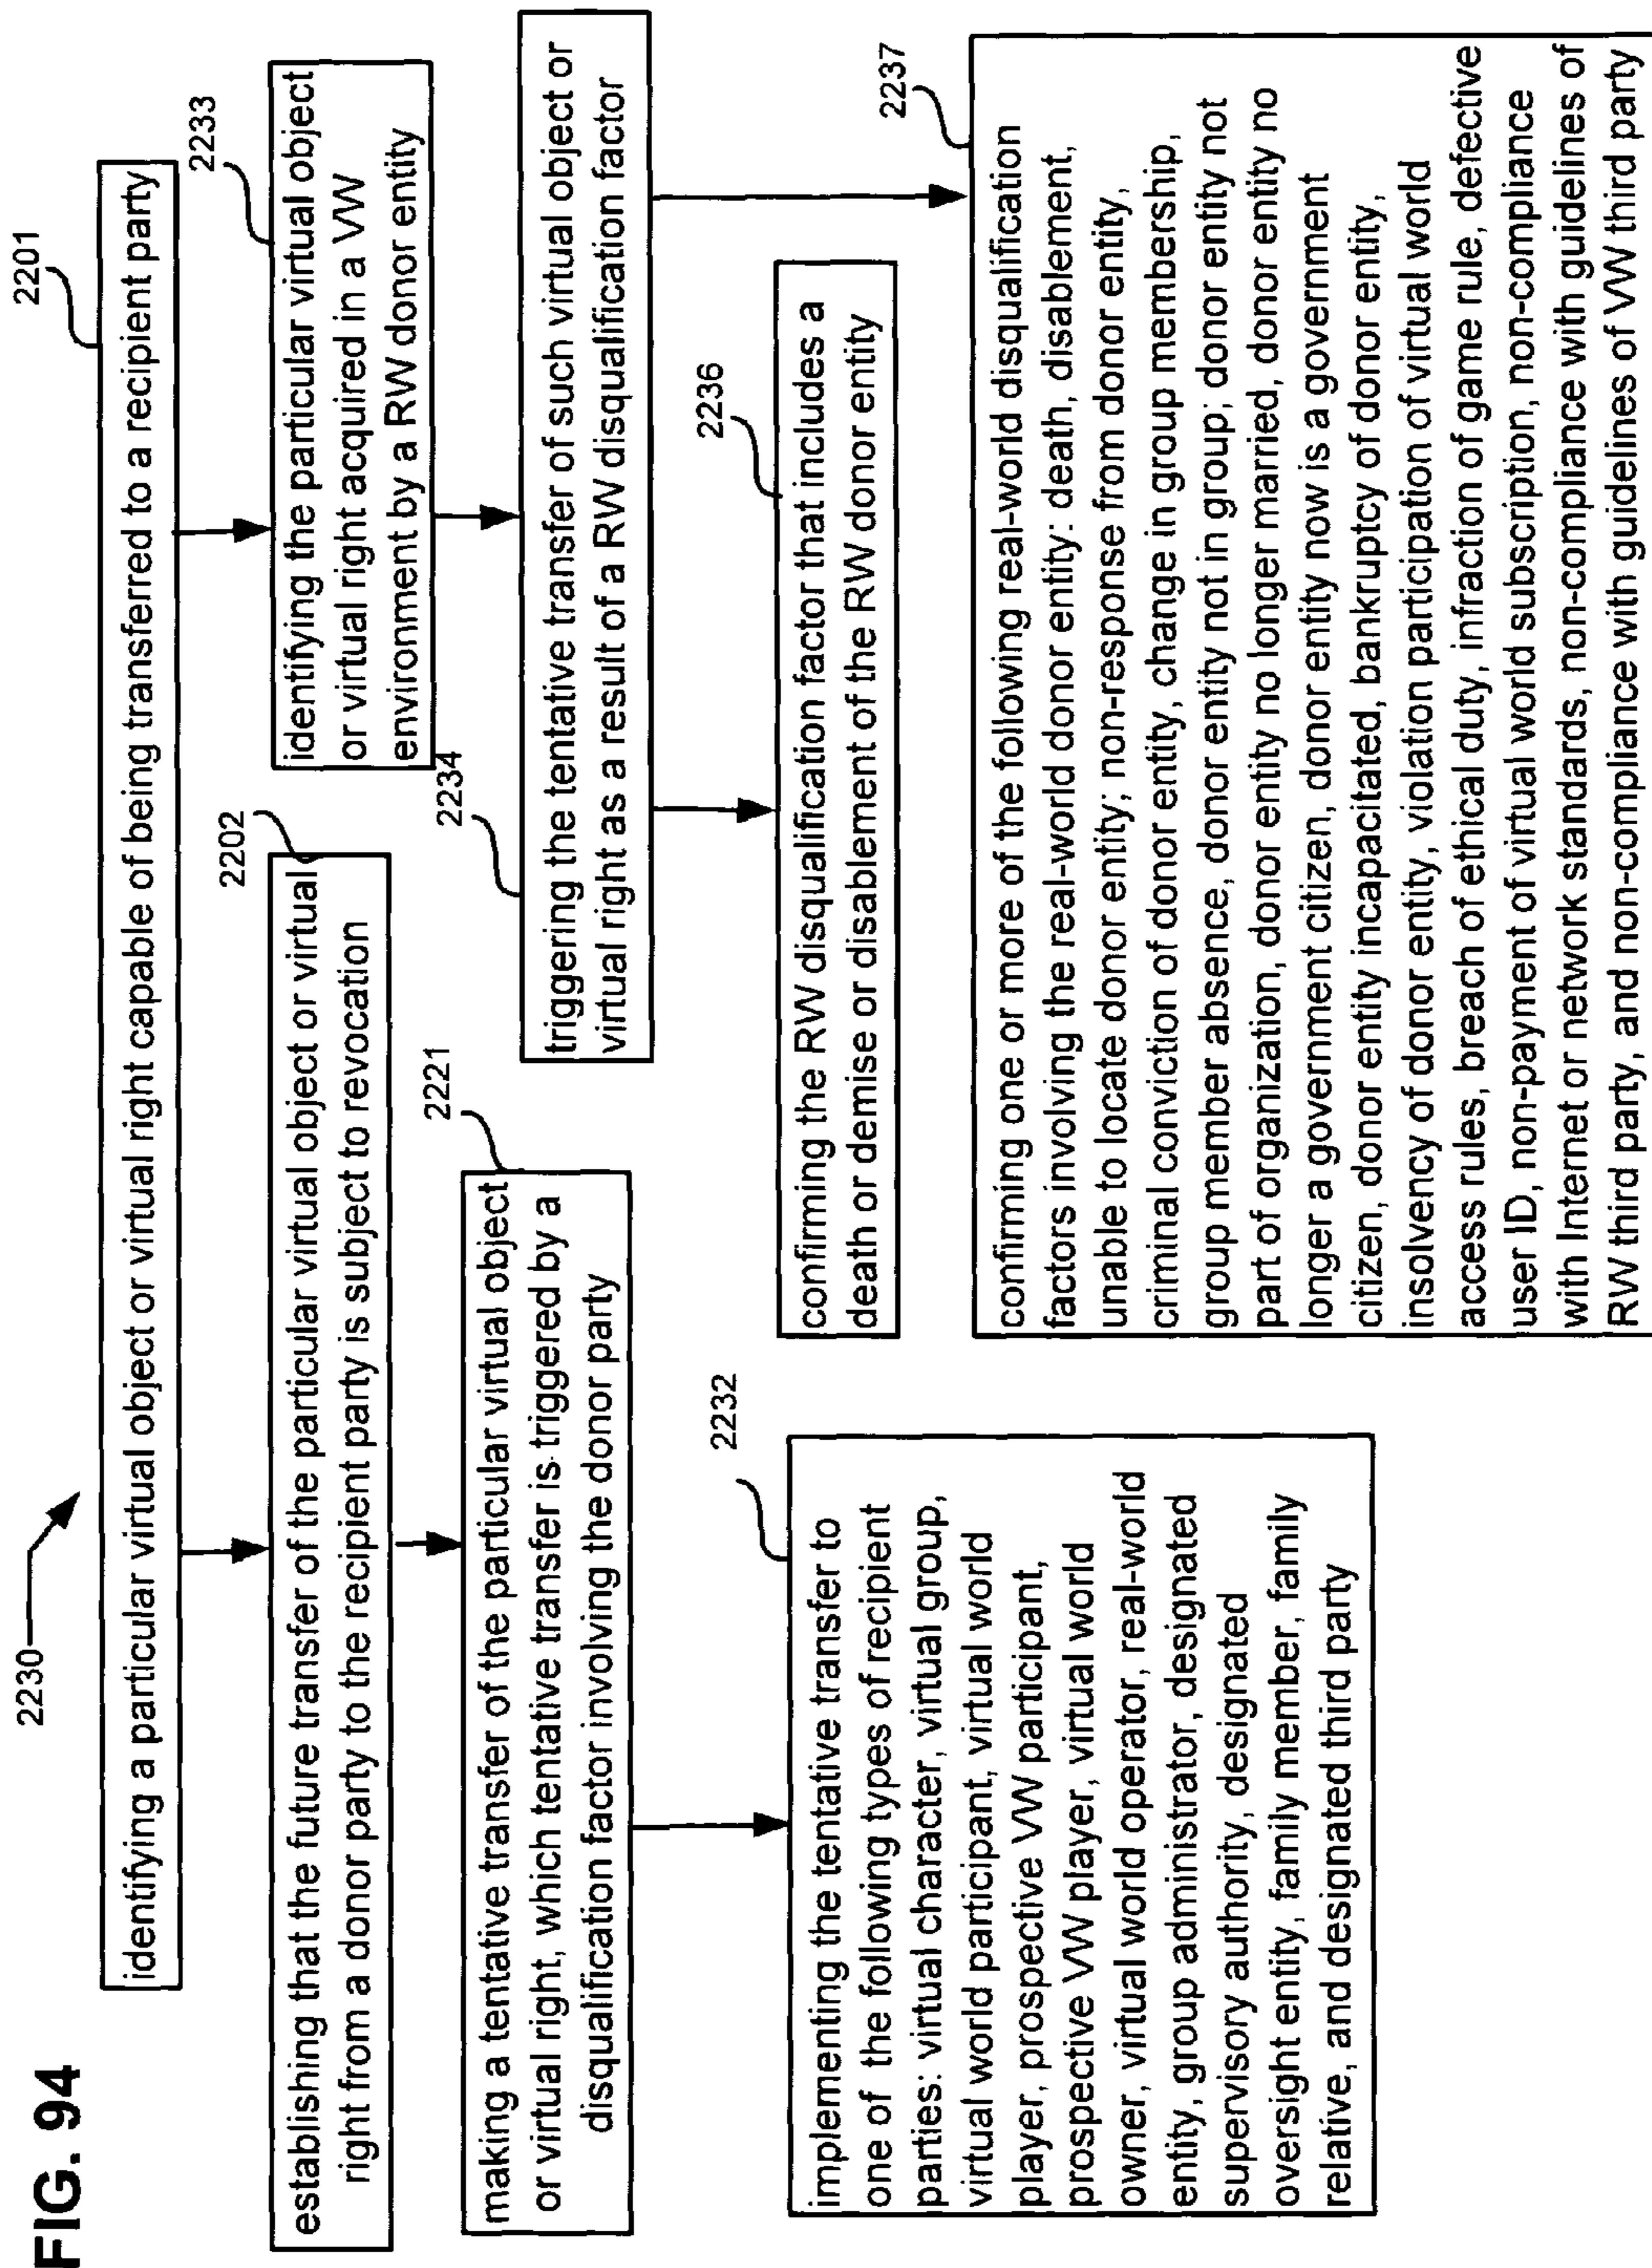 FIG. 94
2230
2201
identifying a particular virtual object or virtual right capable of being transferred to a recipient party
2202
establishing that the future transfer of the particular virtual object or virtual
right from a donor party to the recipient party is subject to revocation
2233
identifying the particular virtual object
or virtual right acquired in a VW
environment by a RW donor entity
2221
making a tentative transfer of the particular virtual object
or virtual right, which tentative transfer is triggered by a
disqualification factor involving the donor party
2234
triggering the tentative transfer of such virtual object or
virtual right as a result of a RW disqualification factor
2232
implementing the tentative transfer to
one of the following types of recipient
parties: virtual character, virtual group,
virtual world participant, virtual world
player, prospective VW participant,
prospective VW player, virtual world
owner, virtual world operator, real-world
entity, group administrator, designated
supervisory authority, designated
oversight entity, family member, family
relative, and designated third party
2236
confirming the RW disqualification factor that includes a
death or demise or disablement of the RW donor entity
2237
confirming one or more of the following real-world disqualification
factors involving the real-world donor entity: death, disablement,
unable to locate donor entity; non-response from donor entity,
criminal conviction of donor entity, change in group membership,
group member absence, donor entity not in group; donor entity not
part of organization, donor entity no longer married, donor entity no
longer a government citizen, donor entity now is a government
citizen, donor entity incapacitated, bankruptcy of donor entity,
insolvency of donor entity, violation participation of virtual world
access rules, breach of ethical duty, infraction of game rule, defective
user ID, non-payment of virtual world subscription, non-compliance
with Internet or network standards, non-compliance with guidelines of
RW third party, and non-compliance with guidelines of VW third party